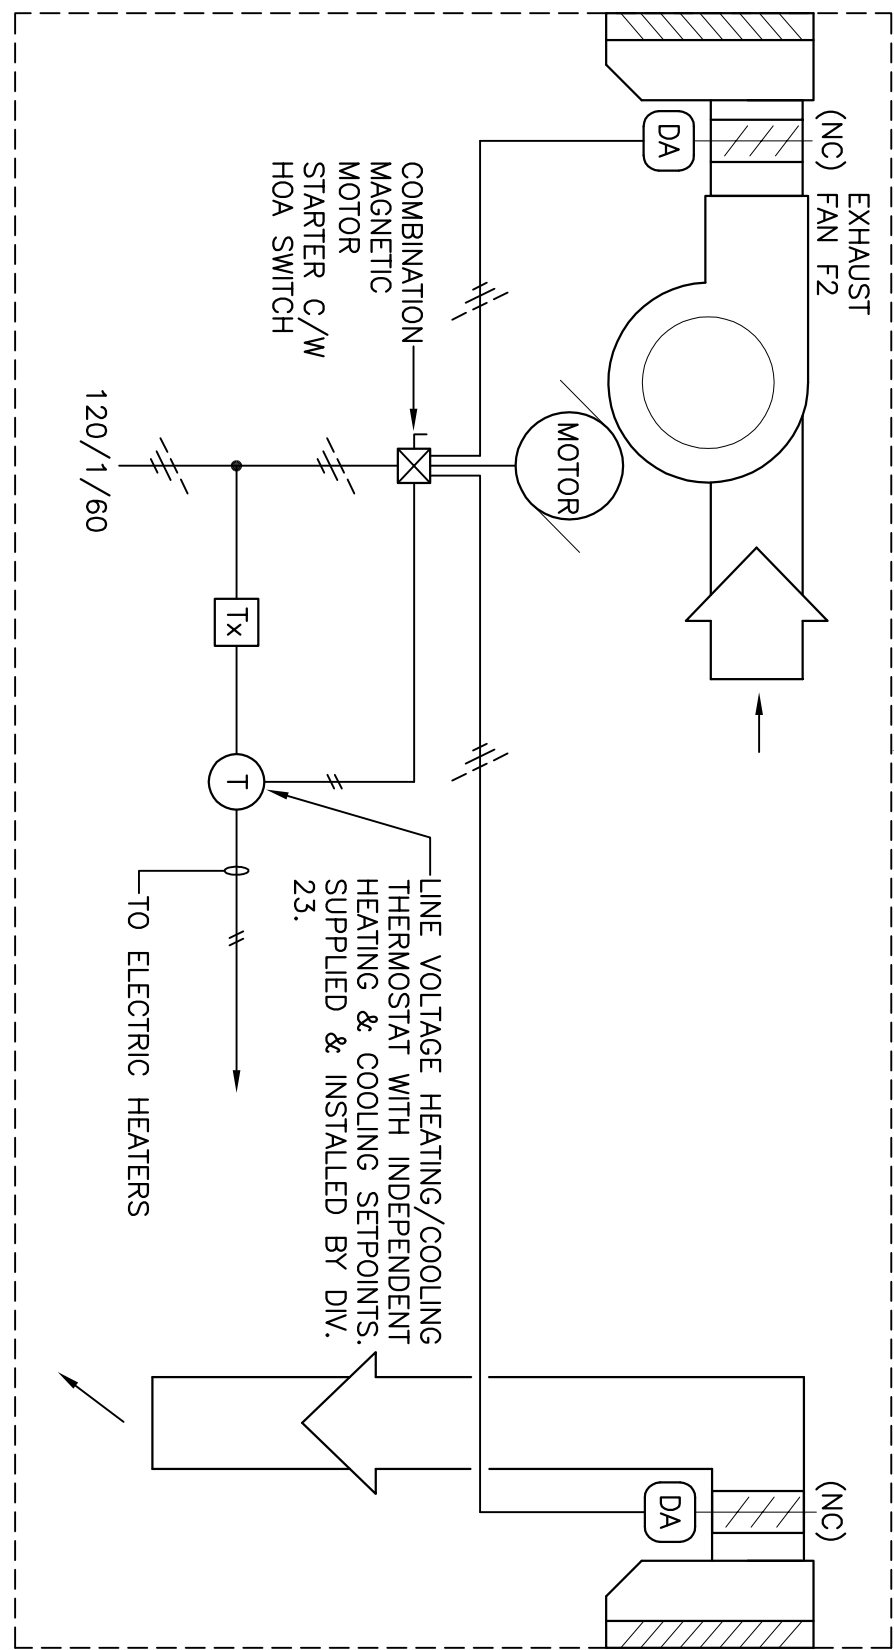 (NC)
EXHAUST
FAN F2
DA
MOTOR
COMBINATION
MAGNETIC
MOTOR
STARTER C/W
HOA SWITCH
120/1/60
Tx
T
LINE VOLTAGE HEATING/COOLING
THERMOSTAT WITH INDEPENDENT
HEATING & COOLING SETPOINTS.
SUPPLIED & INSTALLED BY DIV.
23.
TO ELECTRIC HEATERS
(NC)
DA